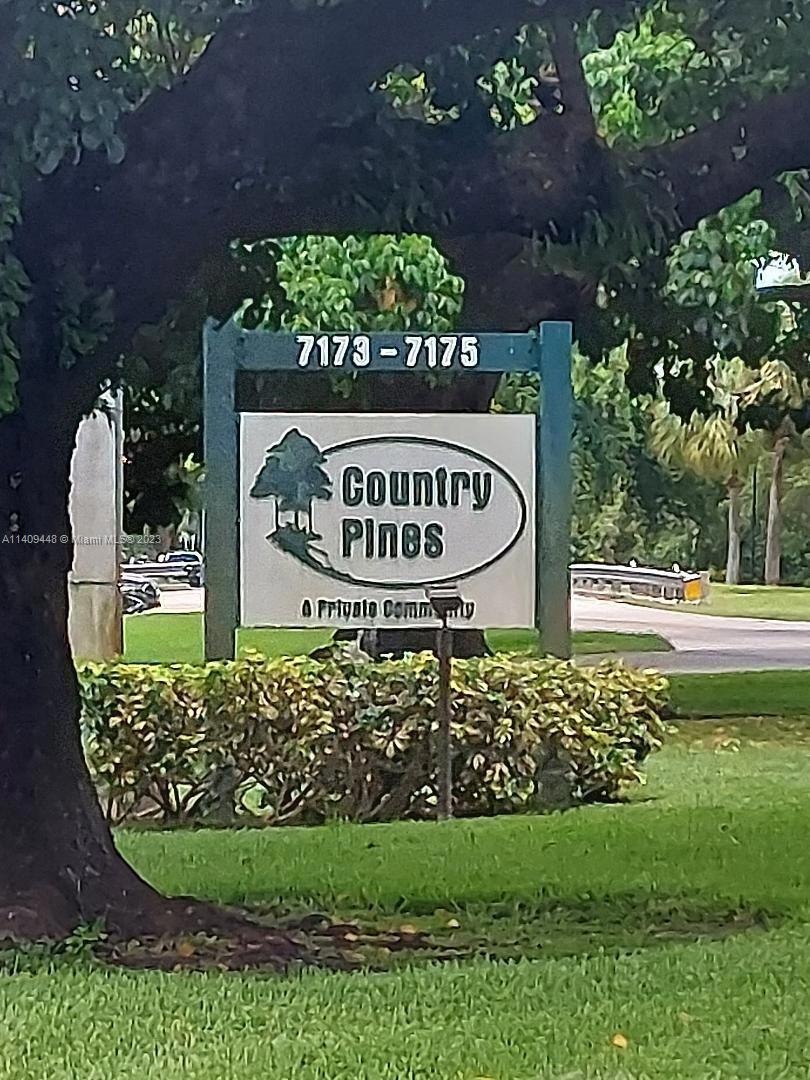 7173 - 7175
Country
Pines
A Private Community
A11409448 © Miami MLS 2023